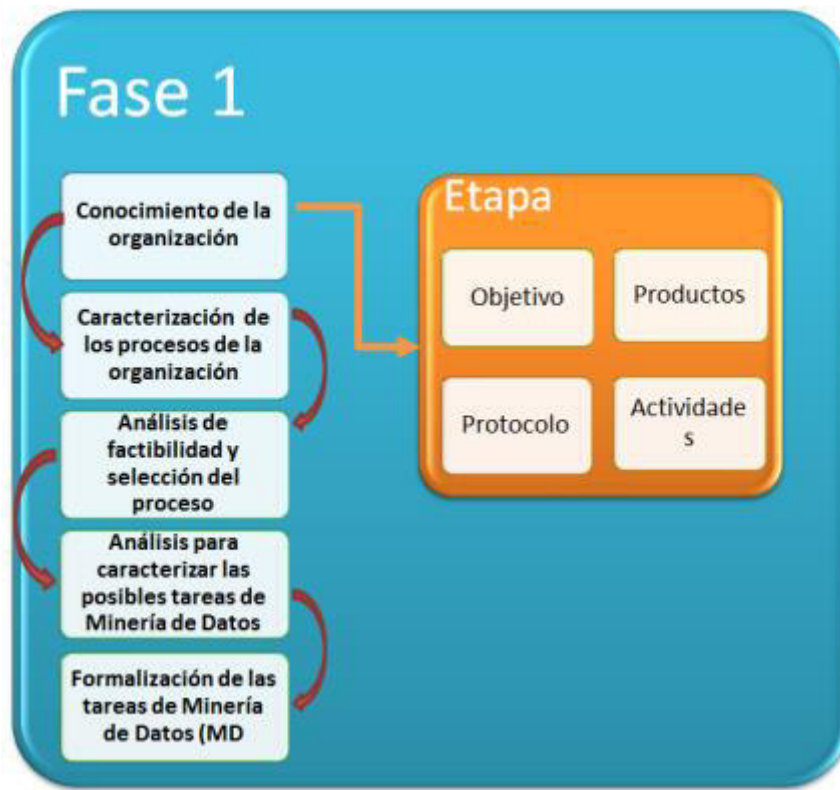 Fase 1
Conocimiento de la
organización
Caracterización de
los procesos de la
organización
Análisis de
factibilidad y
selección del
proceso
Análisis para
caracterizar las
posibles tareas de
Minería de Datos
Formalización de las
tareas de Minería
de Datos (MD
Etapa
Objetivo
Productos
Protocolo
Actividade
s